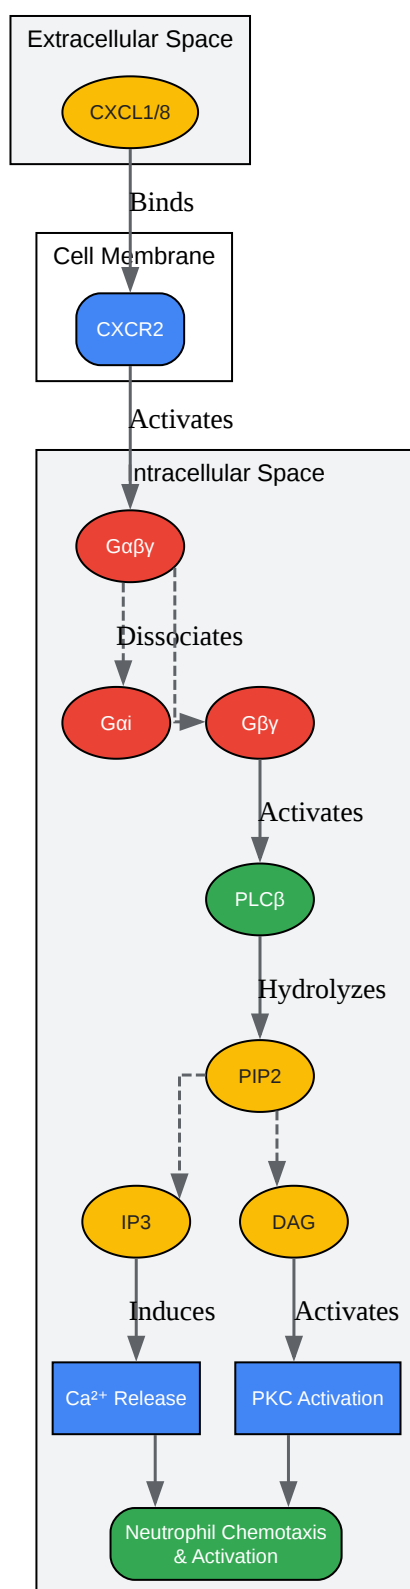 Extracellular Space
CXCL1/8
Binds
Cell Membrane
CXCR2
Activates
Intracellular Space
Gαβγ
Dissociates
Gαi
Gβγ
Activates
PLCβ
Hydrolyzes
PIP2
IP3
DAG
Induces
Activates
Ca²⁺ Release
PKC Activation
Neutrophil Chemotaxis
& Activation